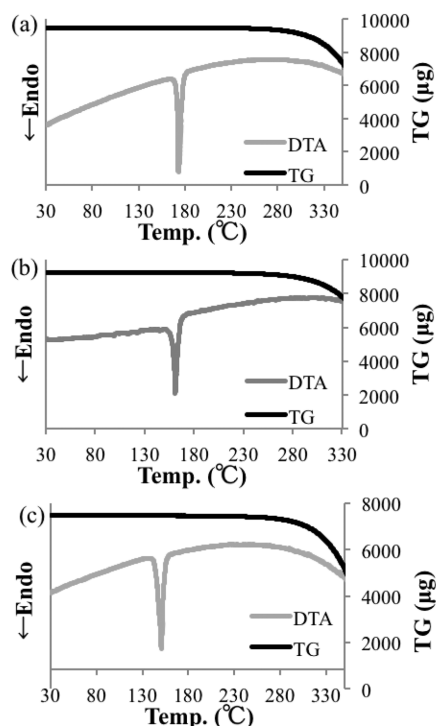 (a)
10000
8000
6000
4000
2000
0
TG (μg)
←Endo
DTA
TG
30 80 130 180 230 280 330
Temp. (℃)
(b)
10000
8000
6000
4000
2000
0
TG (μg)
←Endo
DTA
TG
30 80 130 180 230 280 330
Temp. (℃)
(c)
8000
6000
4000
2000
0
TG (μg)
←Endo
DTA
TG
30 80 130 180 230 280 330
Temp. (℃)